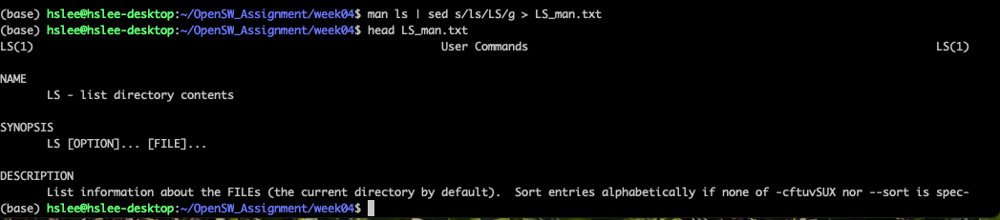 (base) hslee@hslee-desktop:~/OpenSW_Assignment/week04$ man ls | sed s/ls/LS/g > LS_man.txt
(base) hslee@hslee-desktop:~/OpenSW_Assignment/week04$ head LS_man.txt
LS(1) User Commands LS(1)
NAME
LS - list directory contents
SYNOPSIS
LS [OPTION]... [FILE]...
DESCRIPTION
List information about the FILEs (the current directory by default). Sort entries alphabetically if none of -cftuvSUX nor --sort is spec-
(base) hslee@hslee-desktop:~/OpenSW_Assignment/week04$